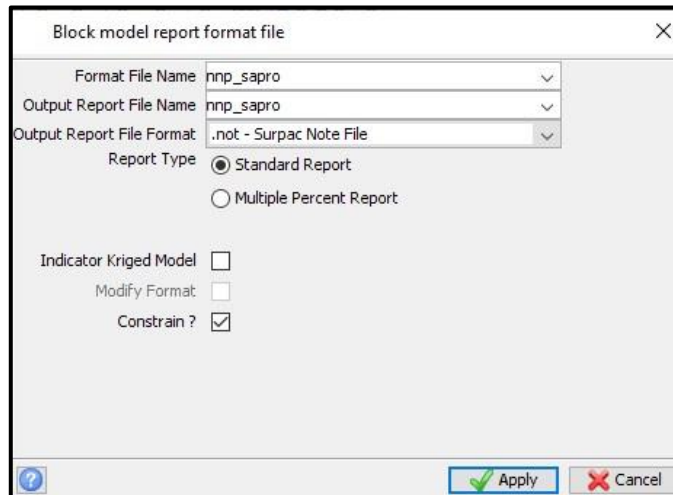 Block model report format file
Format File Name nnp_sapro
Output Report File Name nnp_sapro
Output Report File Format .not - Surpac Note File
Report Type Standard Report
Multiple Percent Report
Indicator Kriged Model
Modify Format
Constrain ?
Apply Cancel